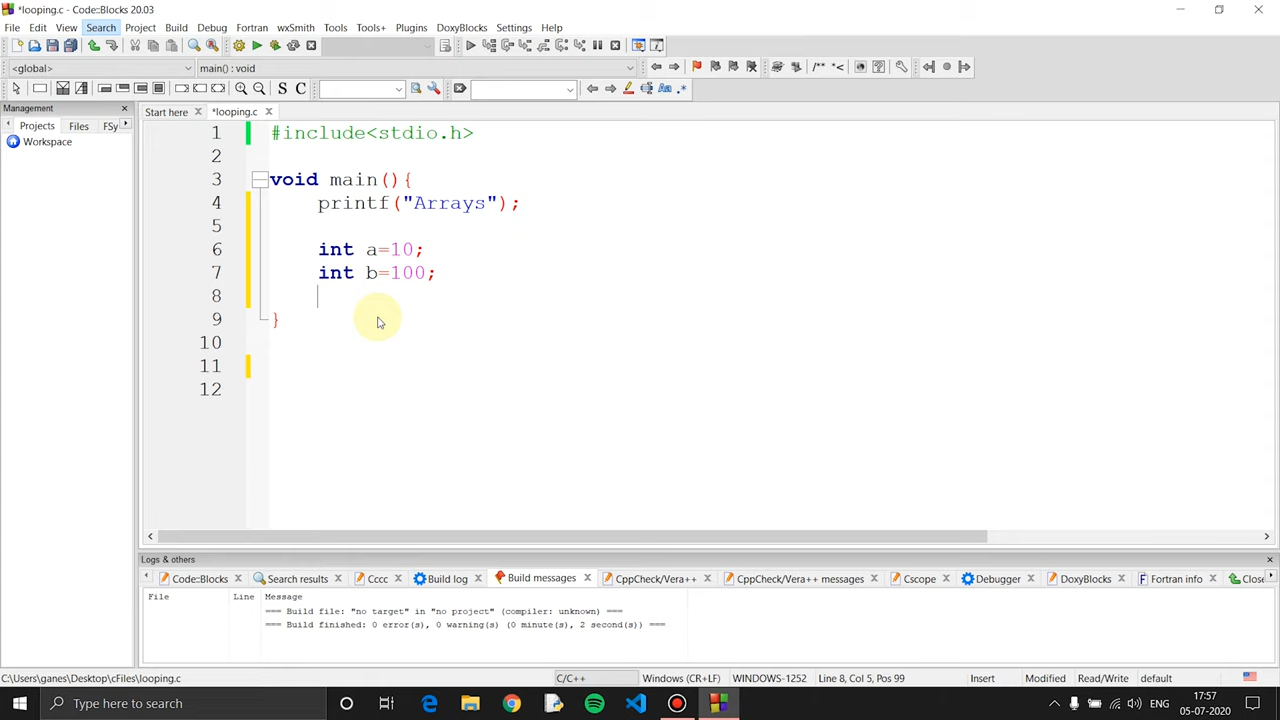 *looping.c - Code::Blocks 20.03
File Edit View Search Project Build Debug Fortran wxSmith Tools Tools+ Plugins DoxyBlocks Settings Help
<global> main() : void
S C Aa .*
Management
Projects Files FSy
Workspace
Start here *looping.c
1 #include<stdio.h>
2
3 void main(){
4 printf("Arrays");
5
6 int a=10;
7 int b=100;
8
9 }
10
11
12
Logs & others
Code::Blocks Search results Cccc Build log Build messages CppCheck/Vera++ CppCheck/Vera++ messages Cscope Debugger DoxyBlocks Fortran info Clos
File Line Message
=== Build file: "no target" in "no project" (compiler: unknown) ===
=== Build finished: 0 error(s), 0 warning(s) (0 minute(s), 2 second(s)) ===
C:\Users\ganes\Desktop\cFiles\looping.c C/C++ Windows (CR+LF) WINDOWS-1252 Line 8, Col 5, Pos 99 Insert Modified Read/Write default
Type here to search ENG 17:57
05-07-2020